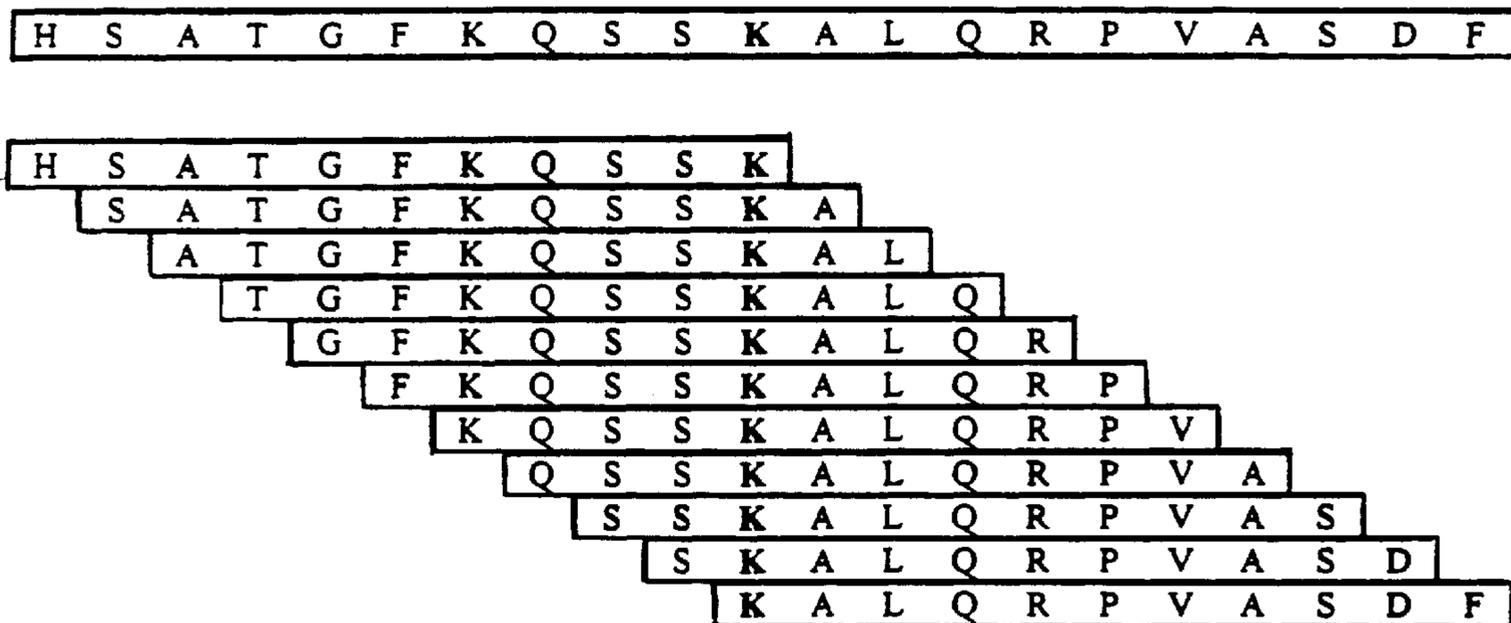 H S A T G F K Q S S K A L Q R P V A S D F
H S A T G F K Q S S K
S A T G F K Q S S K A
A T G F K Q S S K A L
T G F K Q S S K A L Q
G F K Q S S K A L Q R
F K Q S S K A L Q R P
K Q S S K A L Q R P V
Q S S K A L Q R P V A
S S K A L Q R P V A S
S K A L Q R P V A S D
K A L Q R P V A S D F